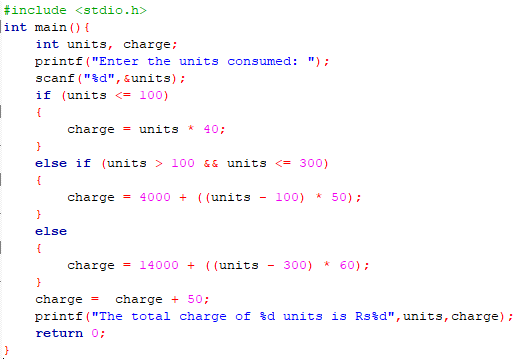 #include <stdio.h>
int main(){
    int units, charge;
    printf("Enter the units consumed: ");
    scanf("%d",&units);
    if (units <= 100)
    {
        charge = units * 40;
    }
    else if (units > 100 && units <= 300)
    {
        charge = 4000 + ((units - 100) * 50);
    }
    else
    {
        charge = 14000 + ((units - 300) * 60);
    }
    charge =  charge + 50;
    printf("The total charge of %d units is Rs%d",units,charge);
    return 0;
}